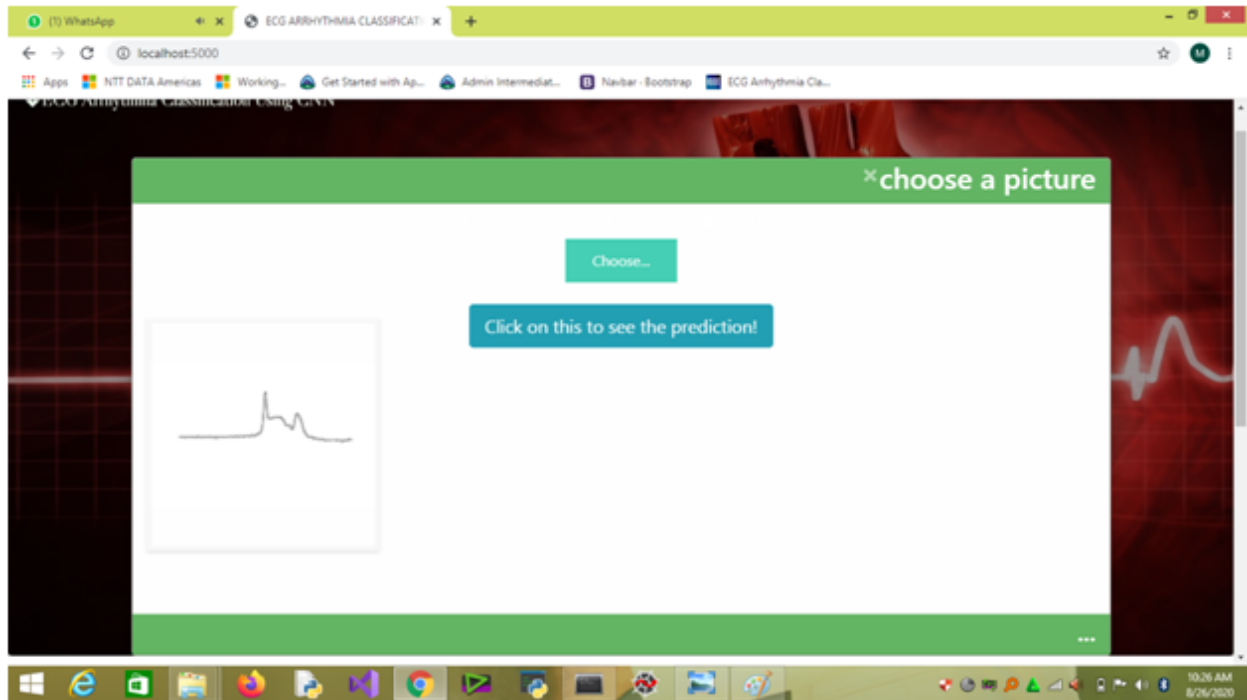 (1) WhatsApp
ECG ARRHYTHMIA CLASSIFICATI
localhost:5000
Apps NTT DATA Americas Working... Get Started with Ap... Admin Intermediat... Navbar - Bootstrap ECG Arrhythmia Cla...
ECG Arrhythmia Classification Using CNN
×choose a picture
Choose...
Click on this to see the prediction!
...
10:26 AM
8/26/2020